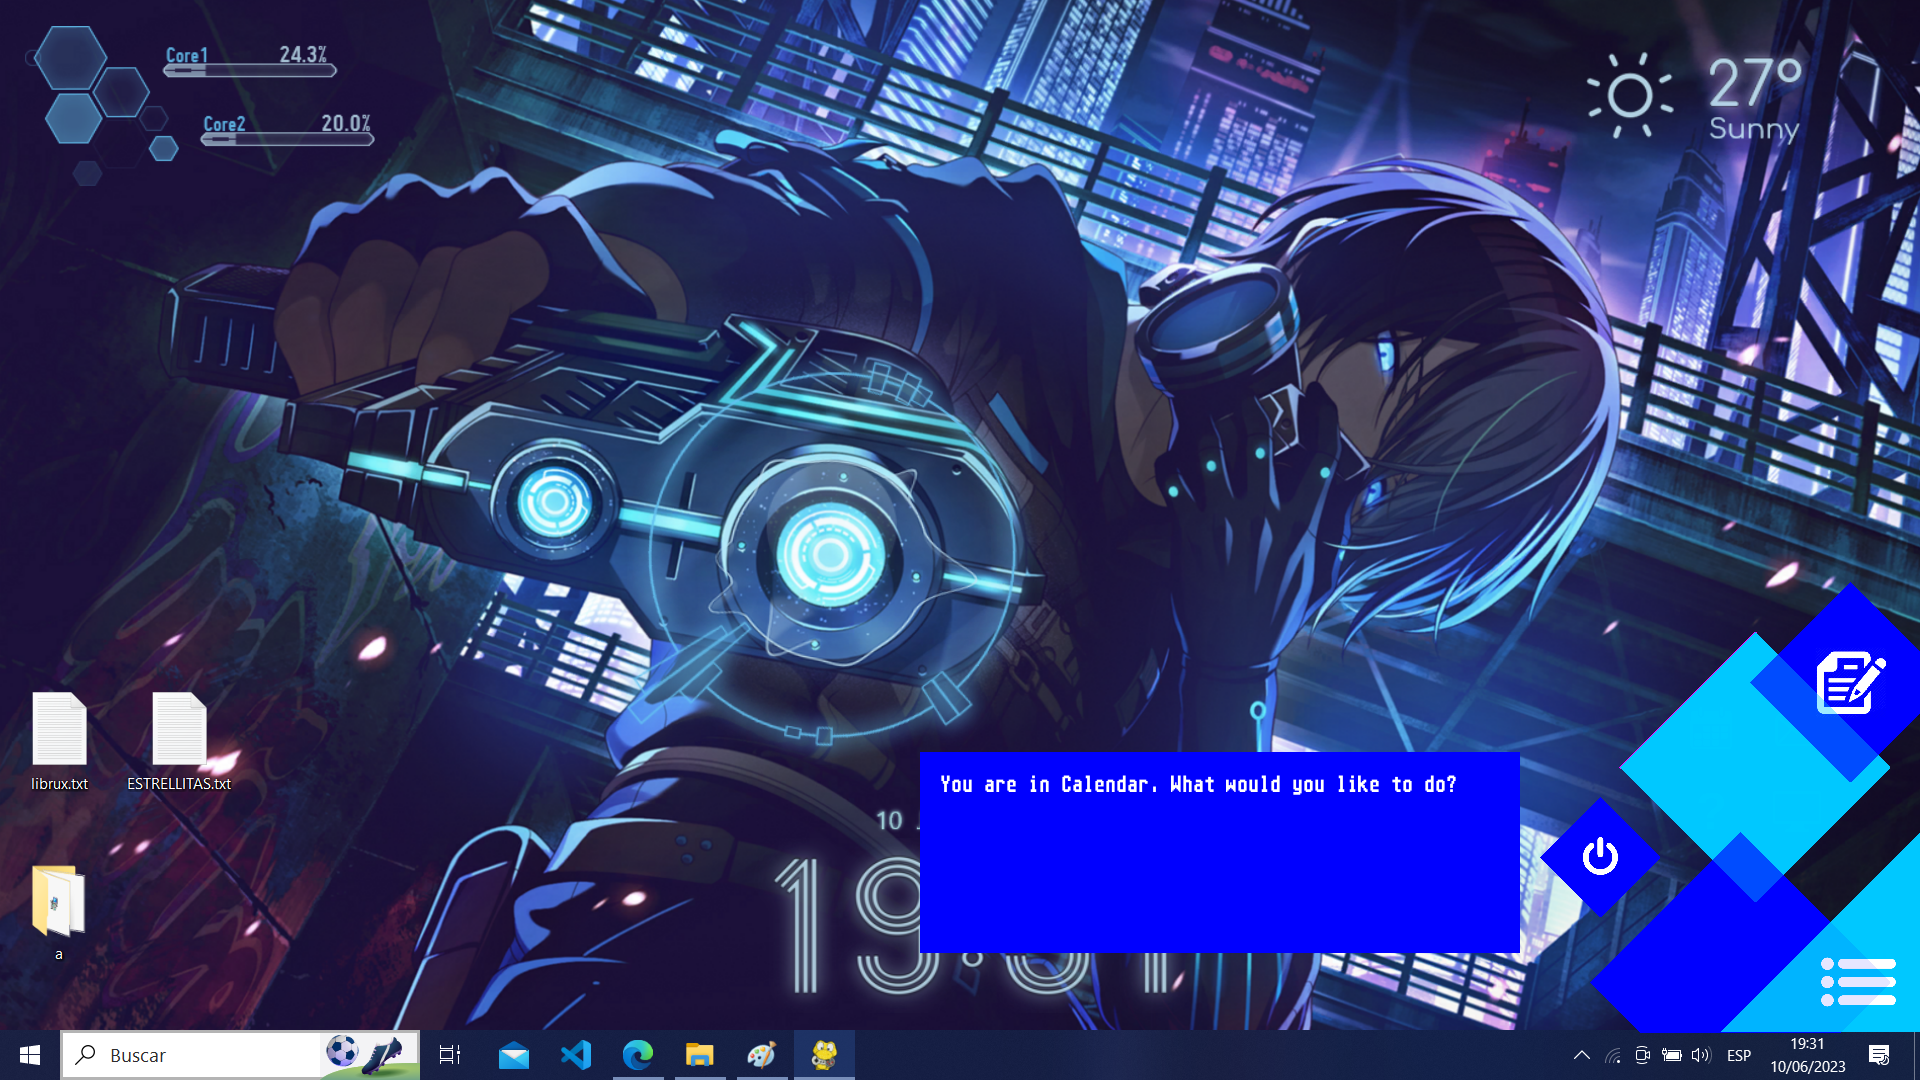 Core1 24.3%
Core2 20.0%
27°
Sunny
librux.txt
ESTRELLITAS.txt
a
You are in Calendar. What would you like to do?
10
19:31
Buscar
ESP
19:31
10/06/2023